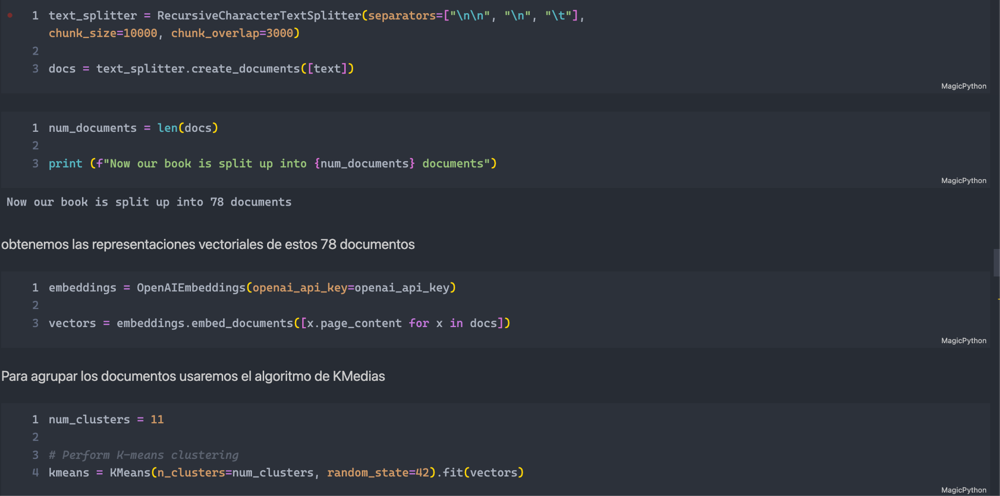 1 text_splitter = RecursiveCharacterTextSplitter(separators=["\n\n", "\n", "\t"],
chunk_size=10000, chunk_overlap=3000)
2
3 docs = text_splitter.create_documents([text])
MagicPython
1 num_documents = len(docs)
2
3 print (f"Now our book is split up into {num_documents} documents")
MagicPython
Now our book is split up into 78 documents
obtenemos las representaciones vectoriales de estos 78 documentos
1 embeddings = OpenAIEmbeddings(openai_api_key=openai_api_key)
2
3 vectors = embeddings.embed_documents([x.page_content for x in docs])
MagicPython
Para agrupar los documentos usaremos el algoritmo de KMedias
1 num_clusters = 11
2
3 # Perform K-means clustering
4 kmeans = KMeans(n_clusters=num_clusters, random_state=42).fit(vectors)
MagicPython